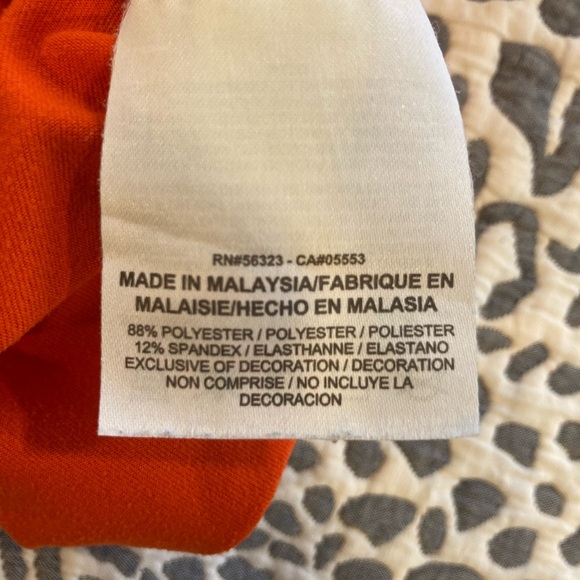 RN#56323 - CA#05553
MADE IN MALAYSIA/FABRIQUE EN
MALAISIE/HECHO EN MALASIA
88% POLYESTER / POLYESTER / POLIESTER
12% SPANDEX / ELASTHANNE / ELASTANO
EXCLUSIVE OF DECORATION / DECORATION
NON COMPRISE / NO INCLUYE LA
DECORACION